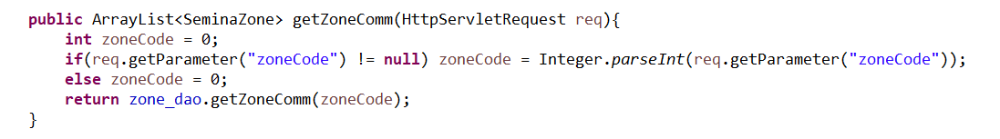 public ArrayList<SeminaZone> getZoneComm(HttpServletRequest req){
    int zoneCode = 0;
    if(req.getParameter("zoneCode") != null) zoneCode = Integer.parseInt(req.getParameter("zoneCode"));
    else zoneCode = 0;
    return zone_dao.getZoneComm(zoneCode);
}